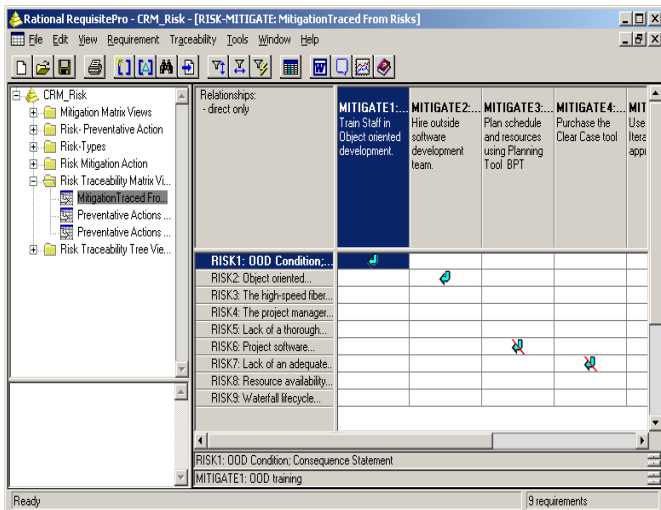 Rational RequisitePro - CRM_Risk - [RISK-MITIGATE: MitigationTraced From Risks]
File Edit View Requirement Traceability Tools Window Help
CRM_Risk
Mitigation Matrix Views
Risk- Preventative Action
Risk-Types
Risk Mitigation Action
Risk Traceability Matrix Vi...
MitigationTraced Fro...
Preventative Actions ...
Preventative Actions ...
Risk Traceability Tree Vie...
Relationships:
- direct only
MITIGATE1:...
Train Staff in
Object oriented
development.
MITIGATE2:...
Hire outside
software
development
team.
MITIGATE3:...
Plan schedule
and resources
using Planning
Tool BPT
MITIGATE4:...
Purchase the
Clear Case tool
MIT
Use
Itera
appr
RISK1: OOD Condition;...
RISK2: Object oriented...
RISK3: The high-speed fiber...
RISK4: The project manager...
RISK5: Lack of a thorough...
RISK6: Project software...
RISK7: Lack of an adequate..
RISK8: Resource availability...
RISK9: Waterfall lifecycle...
RISK1: OOD Condition; Consequence Statement
MITIGATE1: OOD training
Ready
9 requirements